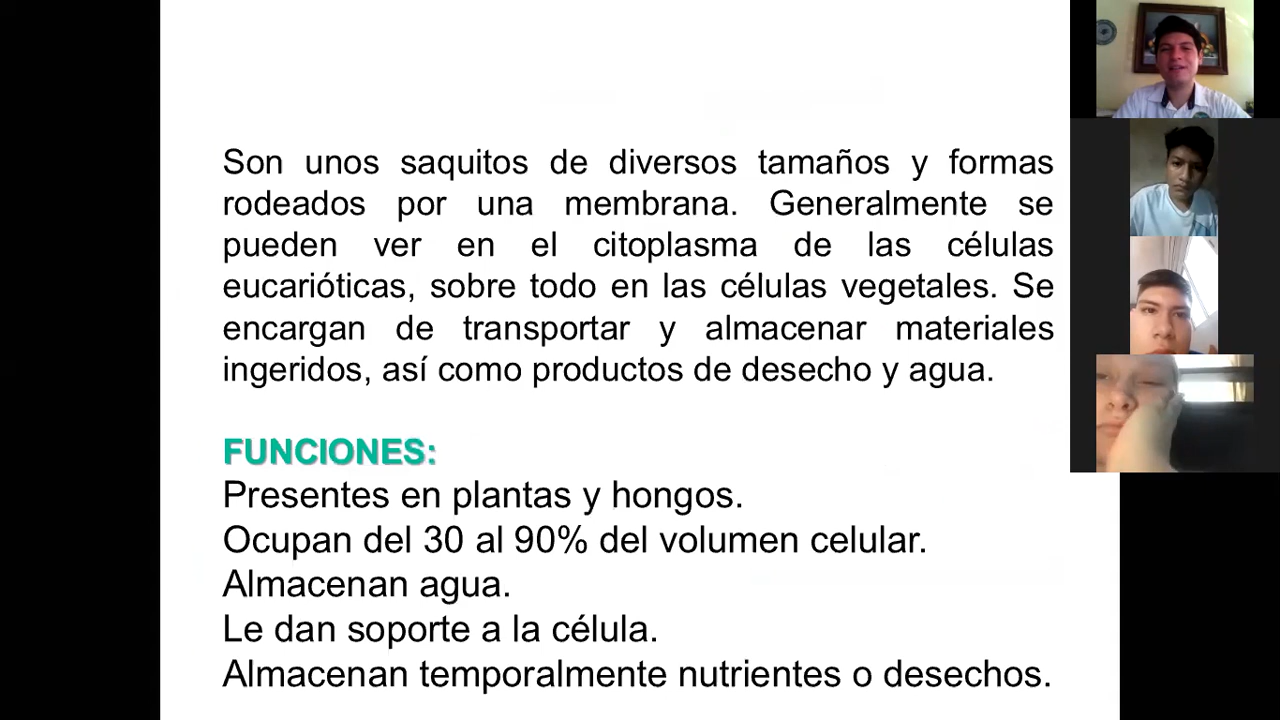 Son unos saquitos de diversos tamaños y formas
rodeados por una membrana. Generalmente se
pueden ver en el citoplasma de las células
eucarióticas, sobre todo en las células vegetales. Se
encargan de transportar y almacenar materiales
ingeridos, así como productos de desecho y agua.
FUNCIONES:
Presentes en plantas y hongos.
Ocupan del 30 al 90% del volumen celular.
Almacenan agua.
Le dan soporte a la célula.
Almacenan temporalmente nutrientes o desechos.